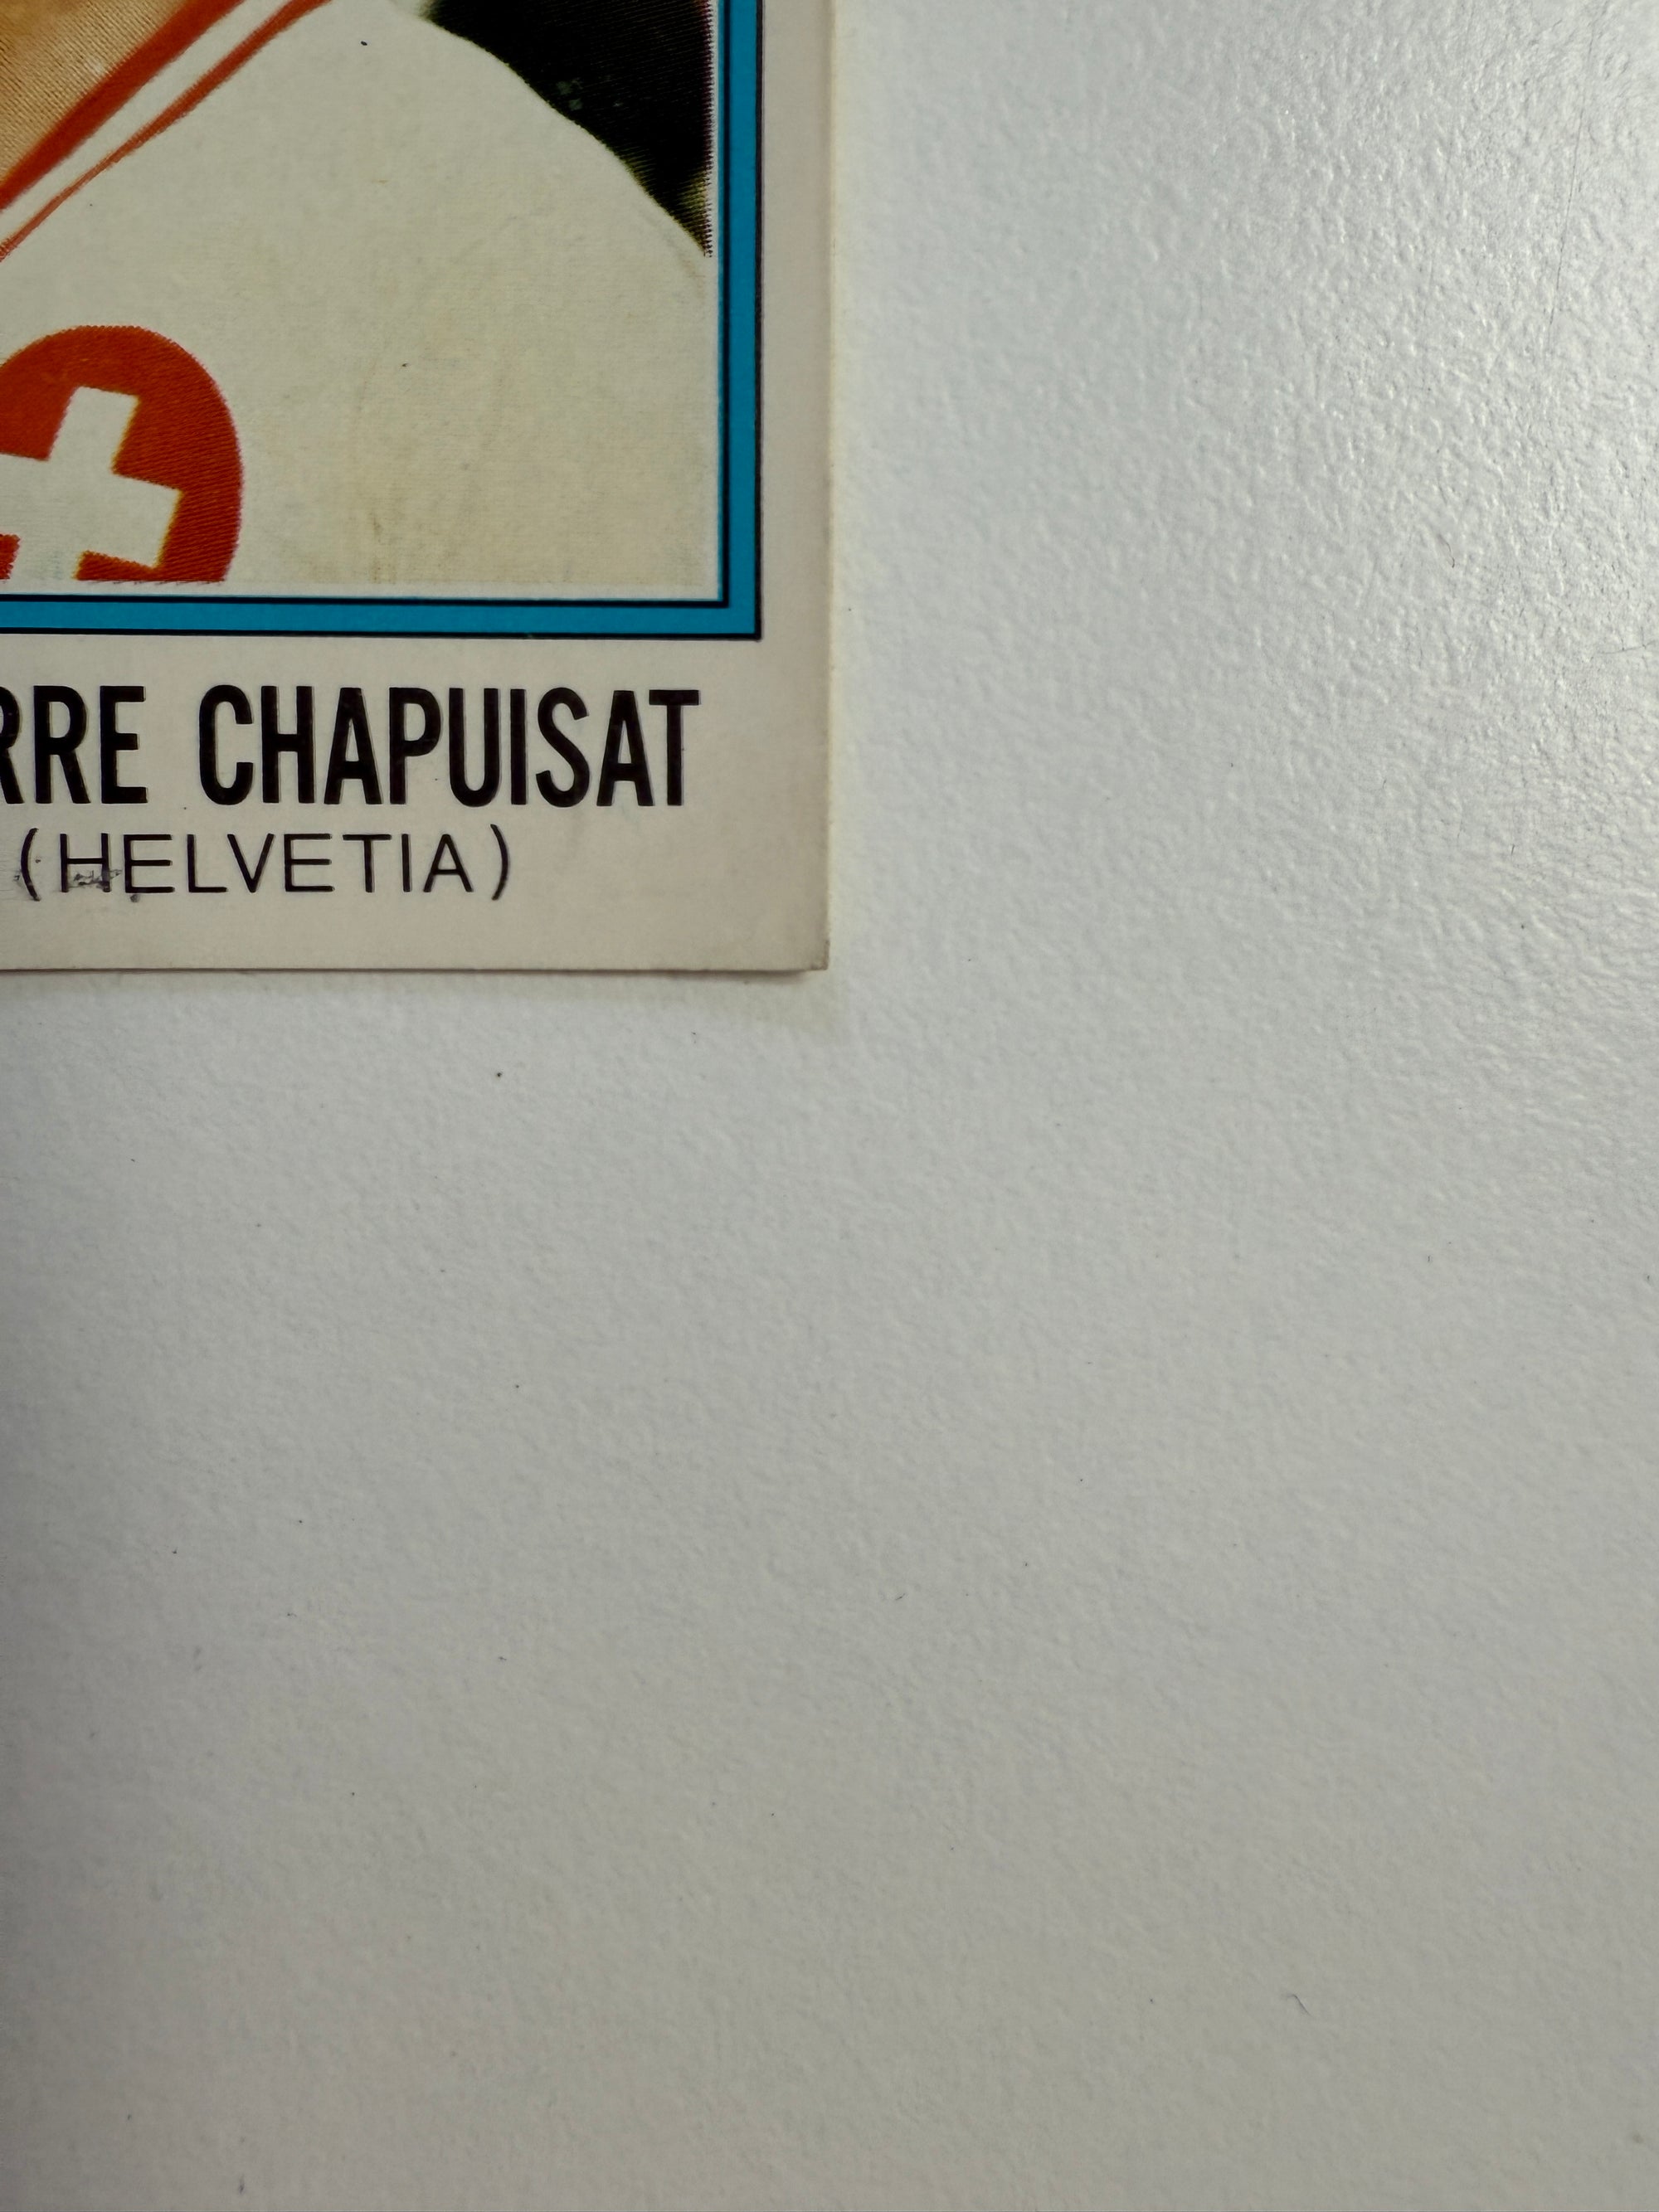 RRE CHAPUISAT
(HELVETIA)